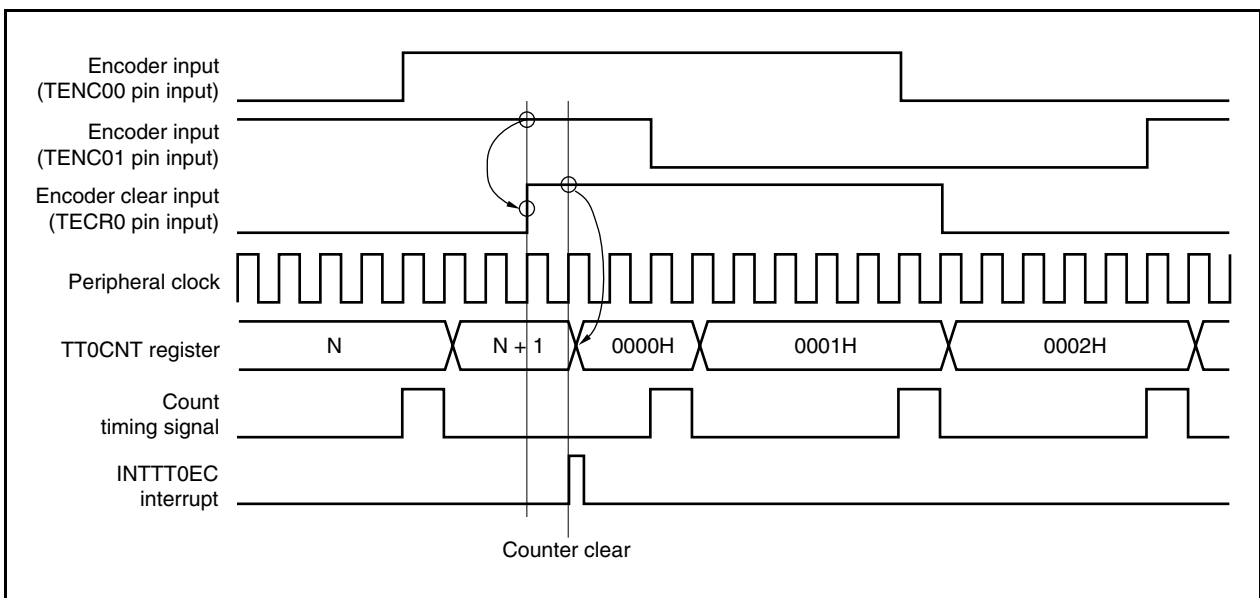 Encoder input
(TENC00 pin input)
Encoder input
(TENC01 pin input)
Encoder clear input
(TECR0 pin input)
Peripheral clock
TT0CNT register
N
N + 1
0000H
0001H
0002H
Count
timing signal
INTTT0EC
interrupt
Counter clear